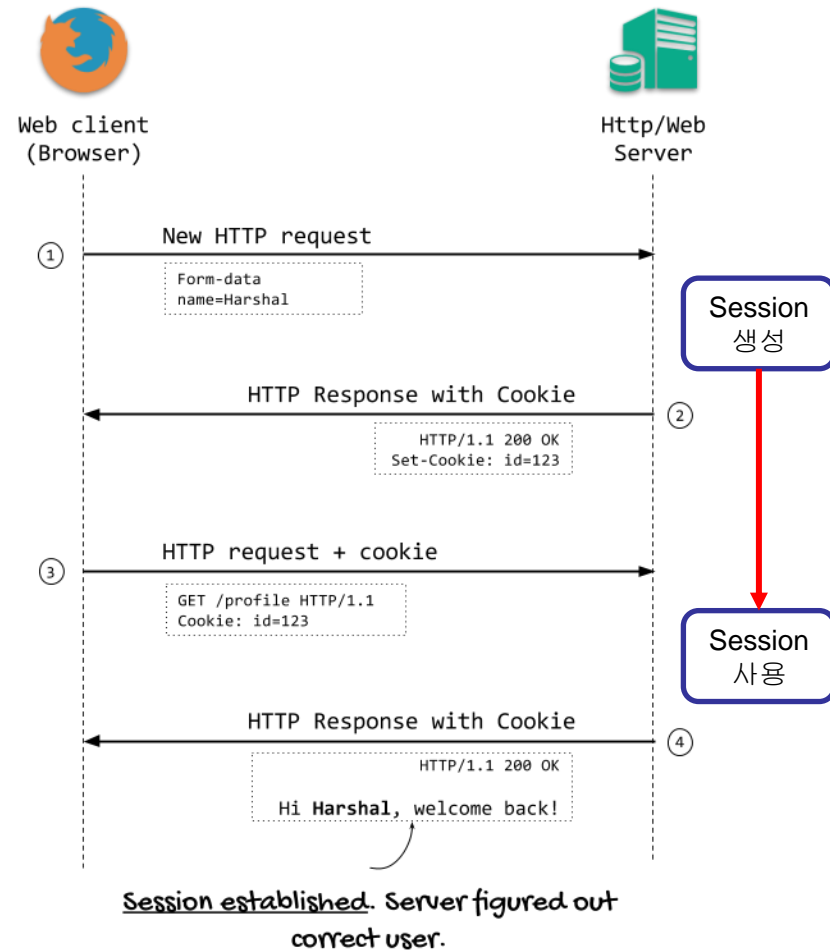 Web client
(Browser)
Http/Web
Server
1
New HTTP request
Form-data
name=Harshal
Session
생성
HTTP Response with Cookie
2
HTTP/1.1 200 OK
Set-Cookie: id=123
3
HTTP request + cookie
GET /profile HTTP/1.1
Cookie: id=123
Session
사용
HTTP Response with Cookie
4
HTTP/1.1 200 OK
Hi Harshal, welcome back!
Session established. Server figured out
correct user.